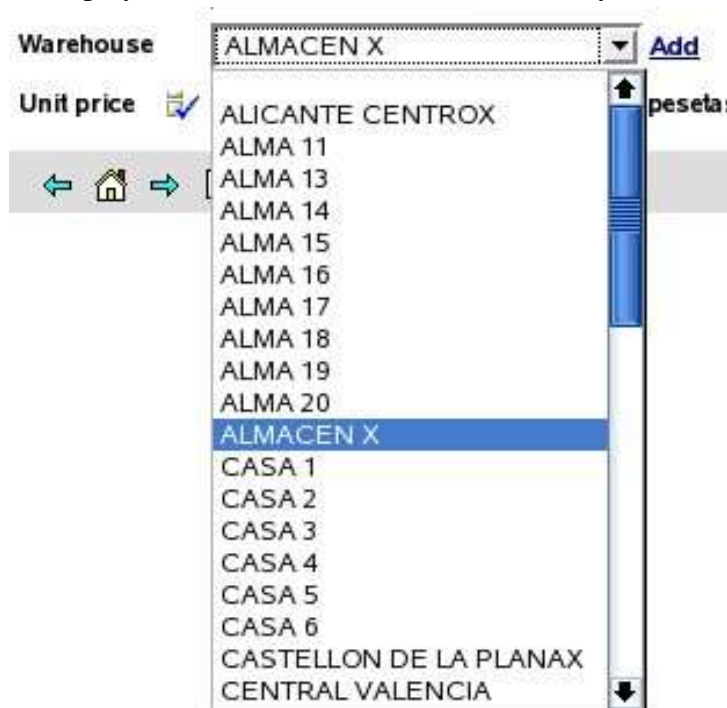 Warehouse ALMACEN X Add
Unit price pesetas
ALICANTE CENTROX
ALMA 11
ALMA 13
ALMA 14
ALMA 15
ALMA 16
ALMA 17
ALMA 18
ALMA 19
ALMA 20
ALMACEN X
CASA 1
CASA 2
CASA 3
CASA 4
CASA 5
CASA 6
CASTELLON DE LA PLANAX
CENTRAL VALENCIA